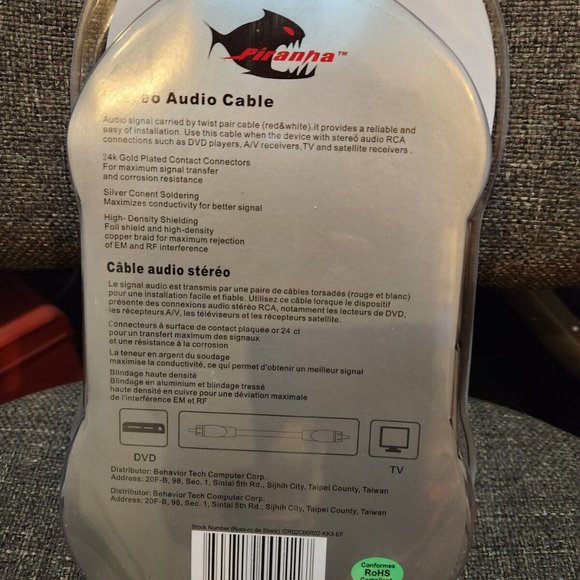 Piranha™
eo Audio Cable
Audio signal carried by twist pair cable (red&white).it provides a reliable and
easy of installation. Use this cable when the device with stereó audio RCA
connections such as DVD players, A/V receivers,TV and satellite receivers .
24k Gold Plated Contact Connectors
For maximum signal transfer
and corrosion resistance
Silver Conent Soldering
Maximizes conductivity for better signal
High- Density Shielding
Foil shield and high-density
copper braid for maximum rejection
of EM and RF interference
Câble audio stéréo
Le signal audio est transmis par une paire de câbles torsadés (rouge et blanc)
pour une installation facile et fiable. Utilisez ce câble lorsque le dispositif
présente des connexions audio stéréo RCA, notamment les lecteurs de DVD,
les récepteurs A/V, les téléviseurs et les récepteurs satellite.
Connecteurs à surface de contact plaquée or 24 ct
pour un transfert maximum des signaux
et une résistance à la corrosion
La teneur en argent du soudage
maximise la conductivité, ce qui permet d'obtenir un meilleur signal
Blindage haute densité
Blindage en aluminium et blindage tressé
haute densité en cuivre pour une déviation maximale
de l'interférence EM et RF
DVD
TV
Distributor: Behavior Tech Computer Corp.
Address: 20F-B, 98, Sec. 1, Sintai 5th Rd., Sijhih City, Taipei County, Taiwan
Distributor: Behavior Tech Computer Corp.
Address: 20F-B, 98, Sec. 1, Sintai 5th Rd., Sijhih City, Taipei County, Taiwan
Stock Number (Numro de Stock) :CR02C06R02-KK3-EF
Conformes
RoHS